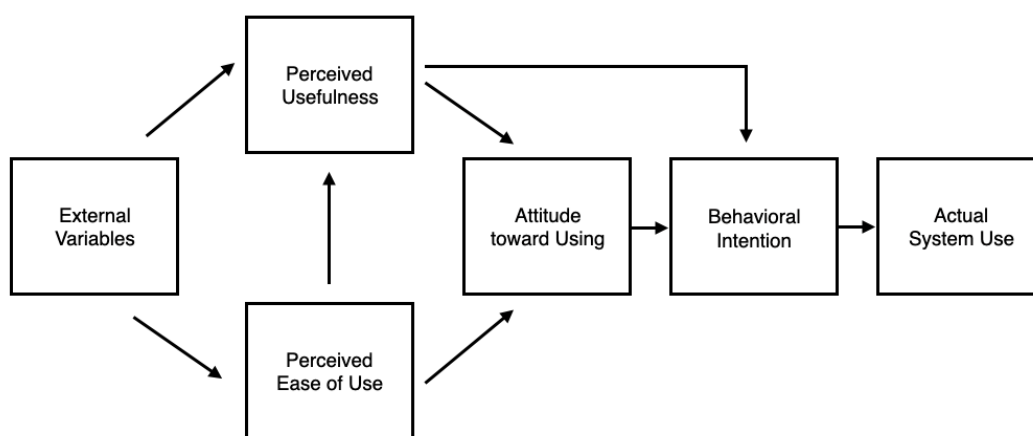 Perceived
Usefulness
External
Variables
Attitude
toward Using
Behavioral
Intention
Actual
System Use
Perceived
Ease of Use